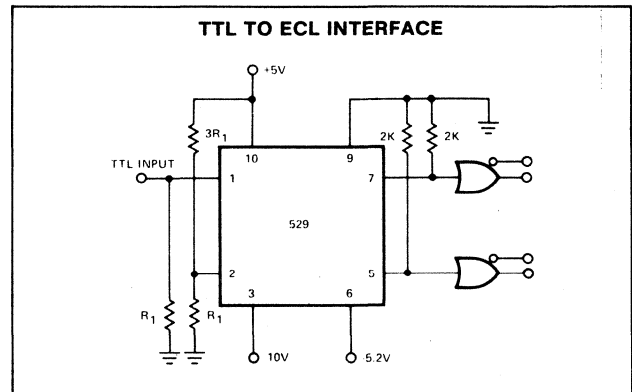 TTL TO ECL INTERFACE
+5V
3R1
2K
2K
TTL INPUT
10
9
1
7
529
2
5
3
6
R1
R1
10V
5.2V